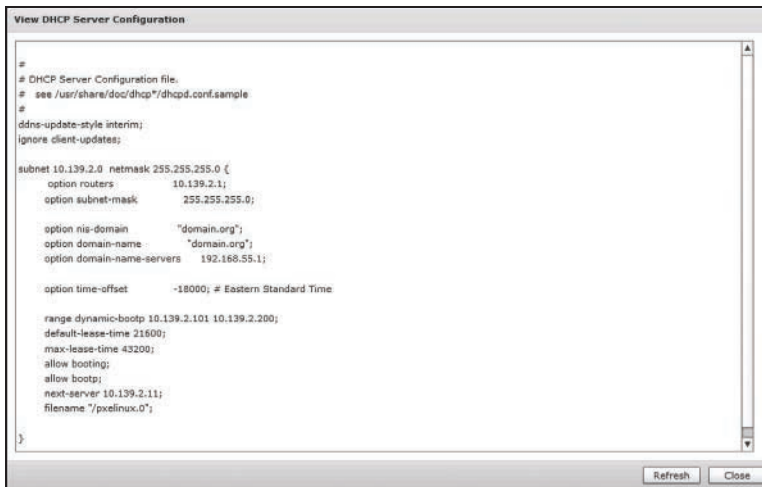 View DHCP Server Configuration
#
# DHCP Server Configuration file.
# see /usr/share/doc/dhcp*/dhcpd.conf.sample
#
ddns-update-style interim;
ignore client-updates;
subnet 10.139.2.0 netmask 255.255.255.0 {
option routers 10.139.2.1;
option subnet-mask 255.255.255.0;
option nis-domain "domain.org";
option domain-name "domain.org";
option domain-name-servers 192.168.55.1;
option time-offset -18000; # Eastern Standard Time
range dynamic-bootp 10.139.2.101 10.139.2.200;
default-lease-time 21600;
max-lease-time 43200;
allow booting;
allow bootp;
next-server 10.139.2.11;
filename "/pxelinux.0";
}
Refresh Close